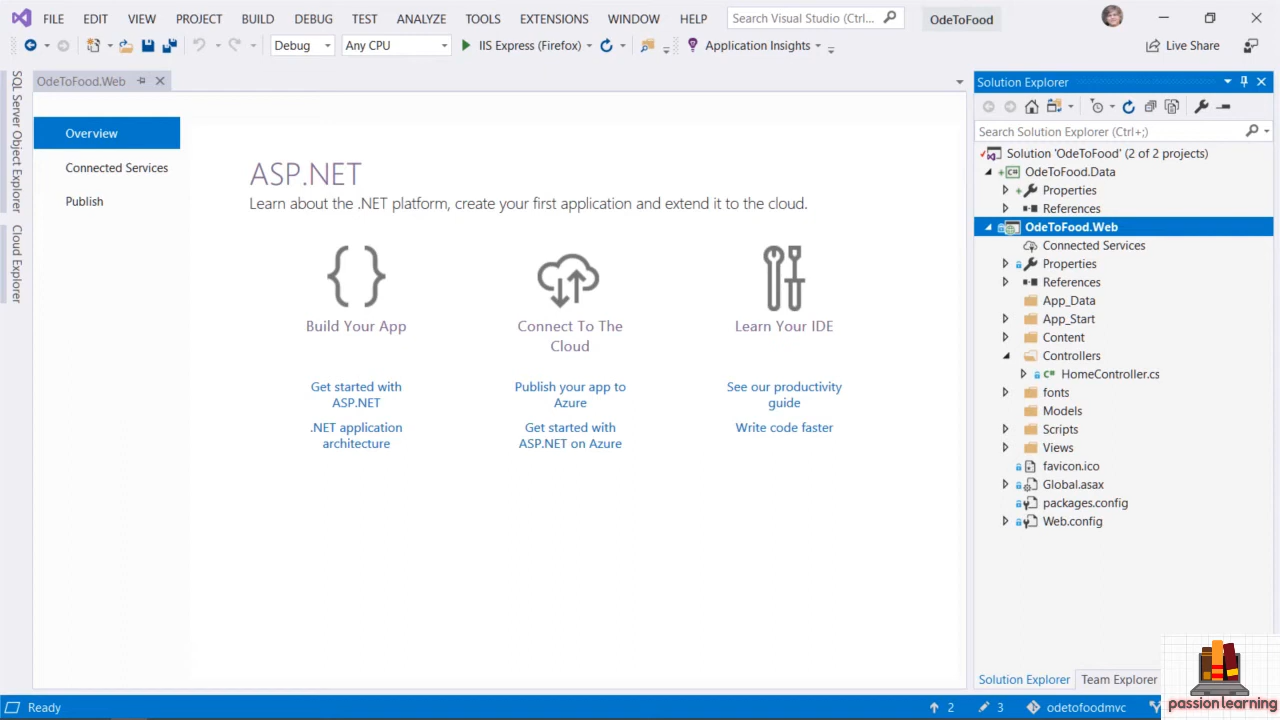 FILE EDIT VIEW PROJECT BUILD DEBUG TEST ANALYZE TOOLS EXTENSIONS WINDOW HELP Search Visual Studio (Ctrl... OdeToFood
Debug Any CPU IIS Express (Firefox) Application Insights Live Share
SQL Server Object Explorer
Cloud Explorer
OdeToFood.Web
Overview
Connected Services
Publish
ASP.NET
Learn about the .NET platform, create your first application and extend it to the cloud.
Build Your App
Get started with
ASP.NET
.NET application
architecture
Connect To The
Cloud
Publish your app to
Azure
Get started with
ASP.NET on Azure
Learn Your IDE
See our productivity
guide
Write code faster
Solution Explorer
Search Solution Explorer (Ctrl+;)
Solution 'OdeToFood' (2 of 2 projects)
OdeToFood.Data
Properties
References
OdeToFood.Web
Connected Services
Properties
References
App_Data
App_Start
Content
Controllers
C# HomeController.cs
fonts
Models
Scripts
Views
favicon.ico
Global.asax
packages.config
Web.config
Solution Explorer Team Explorer
passion learning
Ready 2 3 odetofoodmvc